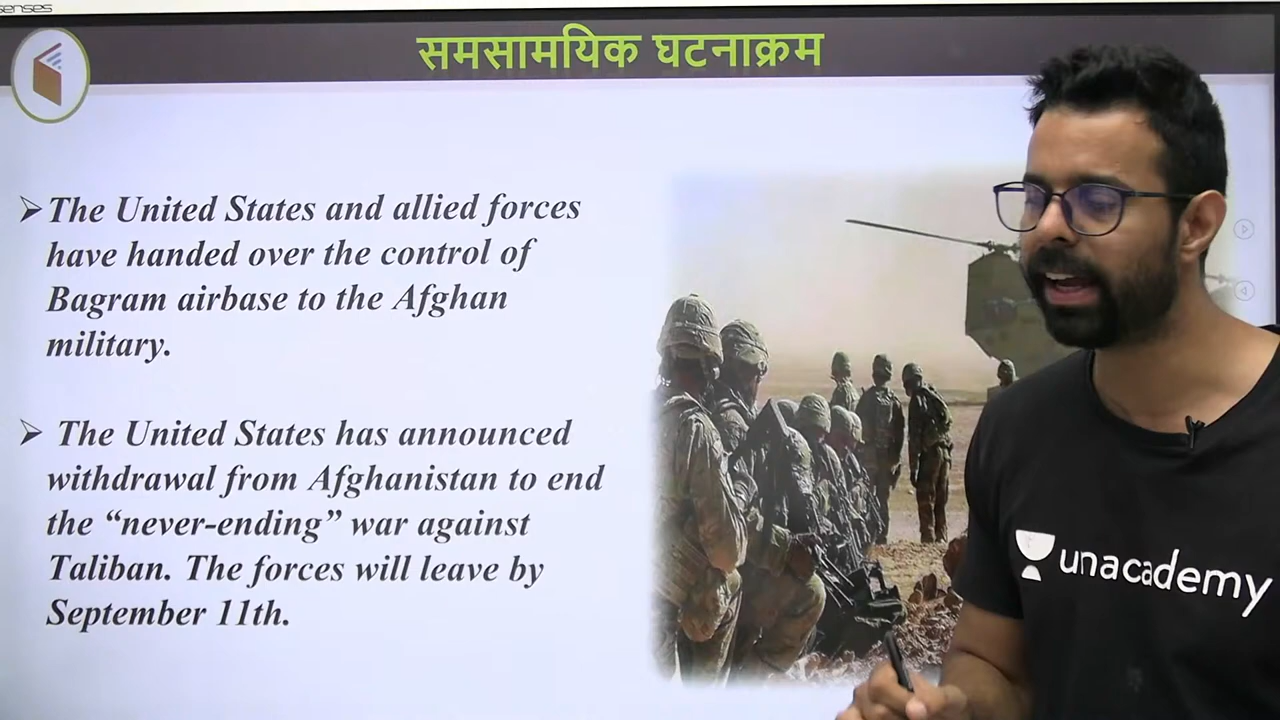 समसामयिक घटनाक्रम
➢The United States and allied forces
have handed over the control of
Bagram airbase to the Afghan
military.
➢ The United States has announced
withdrawal from Afghanistan to end
the “never-ending” war against
Taliban. The forces will leave by
September 11th.
unacademy